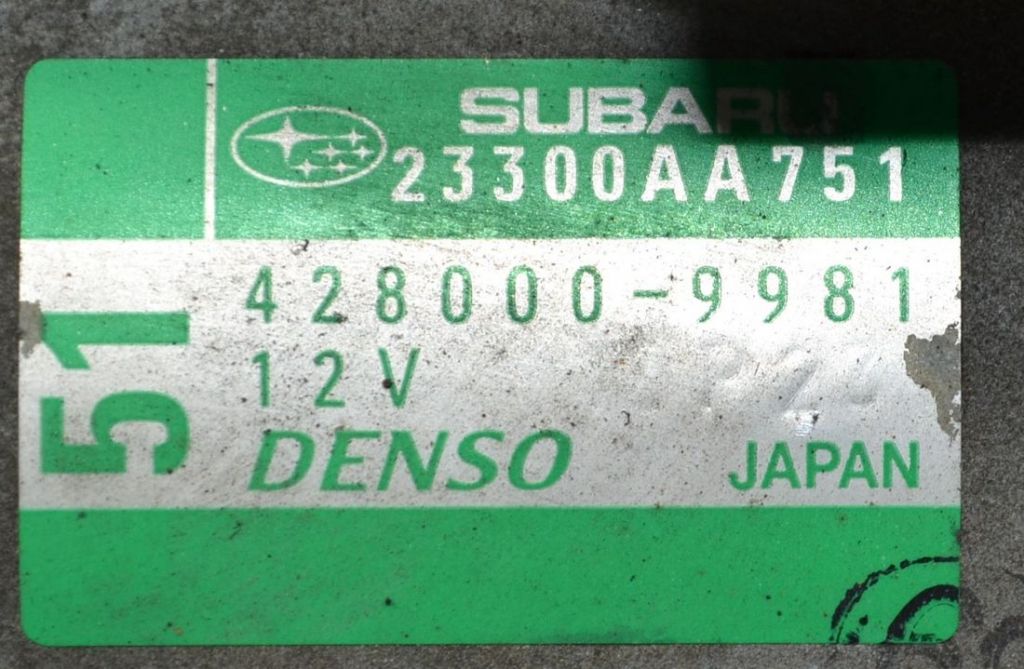 SUBARU
23300AA751
428000-9981
12V
DENSO JAPAN
51